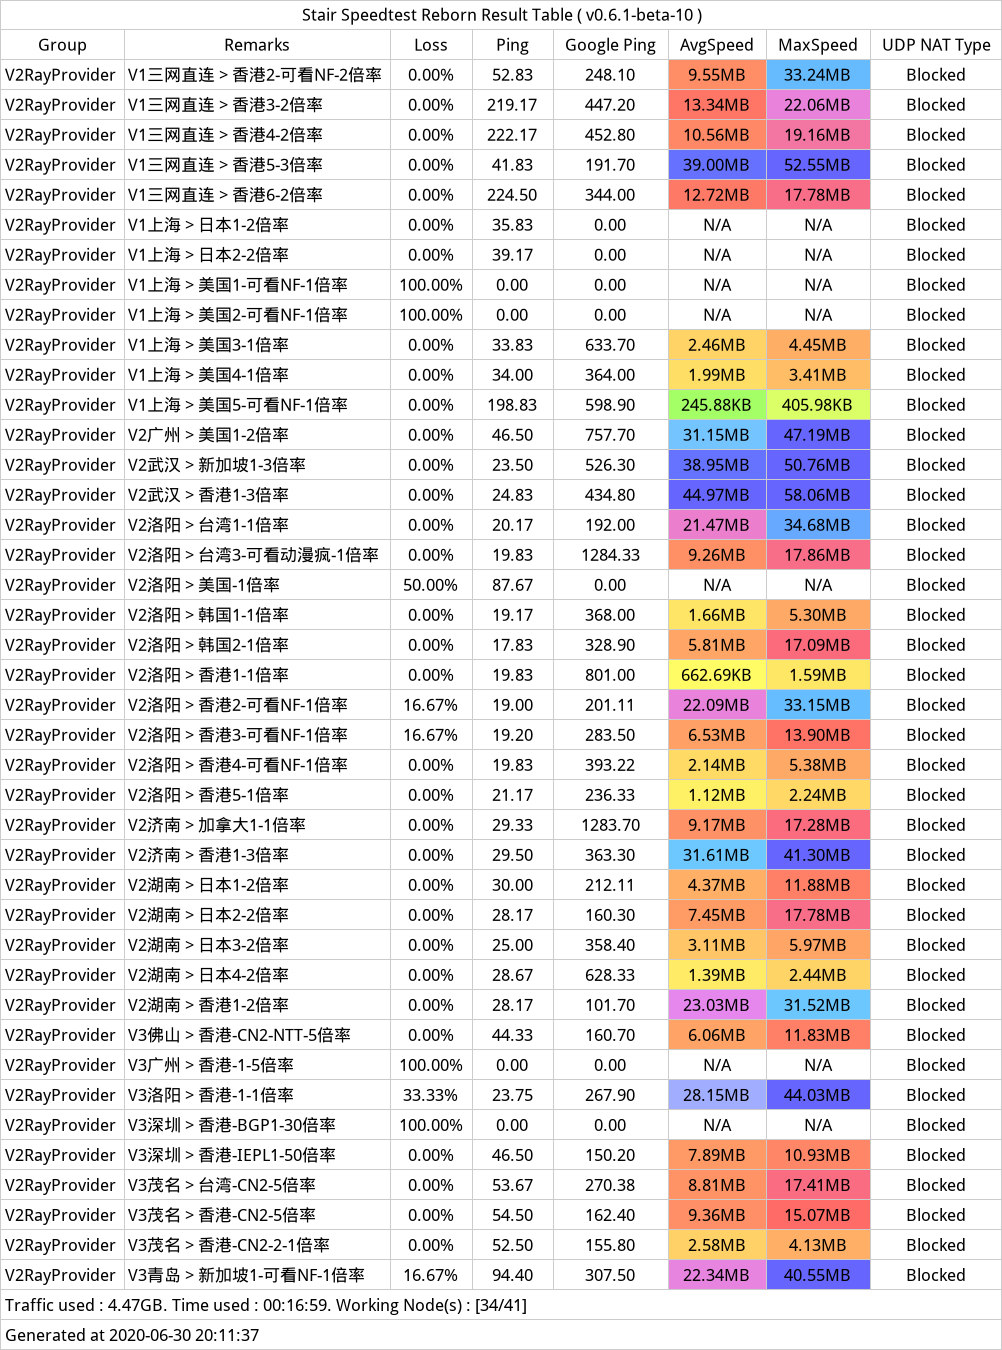 Stair Speedtest Reborn Result Table ( v0.6.1-beta-10 )
Group Remarks Loss Ping Google Ping AvgSpeed MaxSpeed UDP NAT Type
V2RayProvider V1三网直连 > 香港2-可看NF-2倍率 0.00% 52.83 248.10 9.55MB 33.24MB Blocked
V2RayProvider V1三网直连 > 香港3-2倍率 0.00% 219.17 447.20 13.34MB 22.06MB Blocked
V2RayProvider V1三网直连 > 香港4-2倍率 0.00% 222.17 452.80 10.56MB 19.16MB Blocked
V2RayProvider V1三网直连 > 香港5-3倍率 0.00% 41.83 191.70 39.00MB 52.55MB Blocked
V2RayProvider V1三网直连 > 香港6-2倍率 0.00% 224.50 344.00 12.72MB 17.78MB Blocked
V2RayProvider V1上海 > 日本1-2倍率 0.00% 35.83 0.00 N/A N/A Blocked
V2RayProvider V1上海 > 日本2-2倍率 0.00% 39.17 0.00 N/A N/A Blocked
V2RayProvider V1上海 > 美国1-可看NF-1倍率 100.00% 0.00 0.00 N/A N/A Blocked
V2RayProvider V1上海 > 美国2-可看NF-1倍率 100.00% 0.00 0.00 N/A N/A Blocked
V2RayProvider V1上海 > 美国3-1倍率 0.00% 33.83 633.70 2.46MB 4.45MB Blocked
V2RayProvider V1上海 > 美国4-1倍率 0.00% 34.00 364.00 1.99MB 3.41MB Blocked
V2RayProvider V1上海 > 美国5-可看NF-1倍率 0.00% 198.83 598.90 245.88KB 405.98KB Blocked
V2RayProvider V2广州 > 美国1-2倍率 0.00% 46.50 757.70 31.15MB 47.19MB Blocked
V2RayProvider V2武汉 > 新加坡1-3倍率 0.00% 23.50 526.30 38.95MB 50.76MB Blocked
V2RayProvider V2武汉 > 香港1-3倍率 0.00% 24.83 434.80 44.97MB 58.06MB Blocked
V2RayProvider V2洛阳 > 台湾1-1倍率 0.00% 20.17 192.00 21.47MB 34.68MB Blocked
V2RayProvider V2洛阳 > 台湾3-可看动漫疯-1倍率 0.00% 19.83 1284.33 9.26MB 17.86MB Blocked
V2RayProvider V2洛阳 > 美国-1倍率 50.00% 87.67 0.00 N/A N/A Blocked
V2RayProvider V2洛阳 > 韩国1-1倍率 0.00% 19.17 368.00 1.66MB 5.30MB Blocked
V2RayProvider V2洛阳 > 韩国2-1倍率 0.00% 17.83 328.90 5.81MB 17.09MB Blocked
V2RayProvider V2洛阳 > 香港1-1倍率 0.00% 19.83 801.00 662.69KB 1.59MB Blocked
V2RayProvider V2洛阳 > 香港2-可看NF-1倍率 16.67% 19.00 201.11 22.09MB 33.15MB Blocked
V2RayProvider V2洛阳 > 香港3-可看NF-1倍率 16.67% 19.20 283.50 6.53MB 13.90MB Blocked
V2RayProvider V2洛阳 > 香港4-可看NF-1倍率 0.00% 19.83 393.22 2.14MB 5.38MB Blocked
V2RayProvider V2洛阳 > 香港5-1倍率 0.00% 21.17 236.33 1.12MB 2.24MB Blocked
V2RayProvider V2济南 > 加拿大1-1倍率 0.00% 29.33 1283.70 9.17MB 17.28MB Blocked
V2RayProvider V2济南 > 香港1-3倍率 0.00% 29.50 363.30 31.61MB 41.30MB Blocked
V2RayProvider V2湖南 > 日本1-2倍率 0.00% 30.00 212.11 4.37MB 11.88MB Blocked
V2RayProvider V2湖南 > 日本2-2倍率 0.00% 28.17 160.30 7.45MB 17.78MB Blocked
V2RayProvider V2湖南 > 日本3-2倍率 0.00% 25.00 358.40 3.11MB 5.97MB Blocked
V2RayProvider V2湖南 > 日本4-2倍率 0.00% 28.67 628.33 1.39MB 2.44MB Blocked
V2RayProvider V2湖南 > 香港1-2倍率 0.00% 28.17 101.70 23.03MB 31.52MB Blocked
V2RayProvider V3佛山 > 香港-CN2-NTT-5倍率 0.00% 44.33 160.70 6.06MB 11.83MB Blocked
V2RayProvider V3广州 > 香港-1-5倍率 100.00% 0.00 0.00 N/A N/A Blocked
V2RayProvider V3洛阳 > 香港-1-1倍率 33.33% 23.75 267.90 28.15MB 44.03MB Blocked
V2RayProvider V3深圳 > 香港-BGP1-30倍率 100.00% 0.00 0.00 N/A N/A Blocked
V2RayProvider V3深圳 > 香港-IEPL1-50倍率 0.00% 46.50 150.20 7.89MB 10.93MB Blocked
V2RayProvider V3茂名 > 台湾-CN2-5倍率 0.00% 53.67 270.38 8.81MB 17.41MB Blocked
V2RayProvider V3茂名 > 香港-CN2-5倍率 0.00% 54.50 162.40 9.36MB 15.07MB Blocked
V2RayProvider V3茂名 > 香港-CN2-2-1倍率 0.00% 52.50 155.80 2.58MB 4.13MB Blocked
V2RayProvider V3青岛 > 新加坡1-可看NF-1倍率 16.67% 94.40 307.50 22.34MB 40.55MB Blocked
Traffic used : 4.47GB. Time used : 00:16:59. Working Node(s) : [34/41]
Generated at 2020-06-30 20:11:37